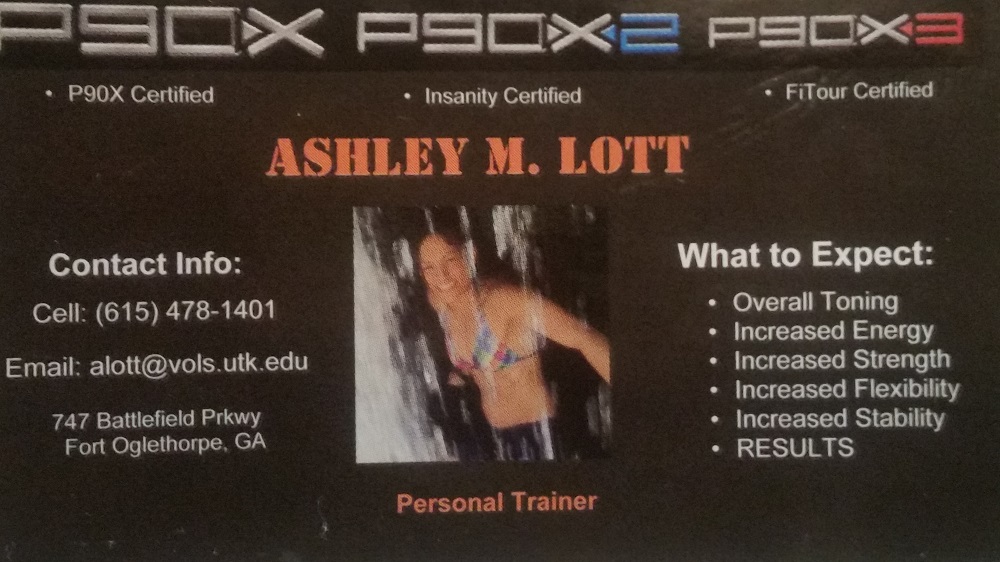 P90X P90X2 P90X3
• P90X Certified • Insanity Certified • FiTour Certified
ASHLEY M. LOTT
Contact Info:
Cell: (615) 478-1401
Email: alott@vols.utk.edu
747 Battlefield Prkwy
Fort Oglethorpe, GA
What to Expect:
• Overall Toning
• Increased Energy
• Increased Strength
• Increased Flexibility
• Increased Stability
• RESULTS
Personal Trainer